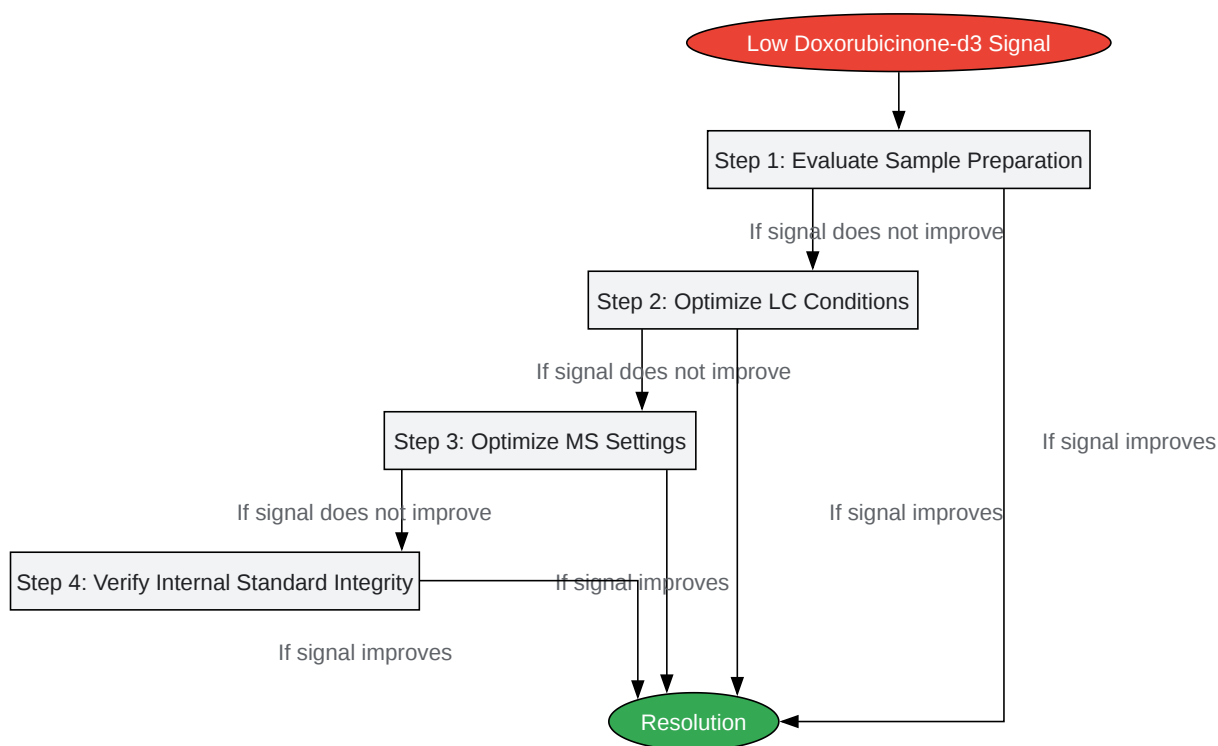 Low Doxorubicinone-d3 Signal
Step 1: Evaluate Sample Preparation
If signal does not improve
Step 2: Optimize LC Conditions
If signal does not improve
Step 3: Optimize MS Settings
If signal improves
If signal does not improve
If signal improves
Step 4: Verify Internal Standard Integrity
If signal improves
If signal improves
Resolution